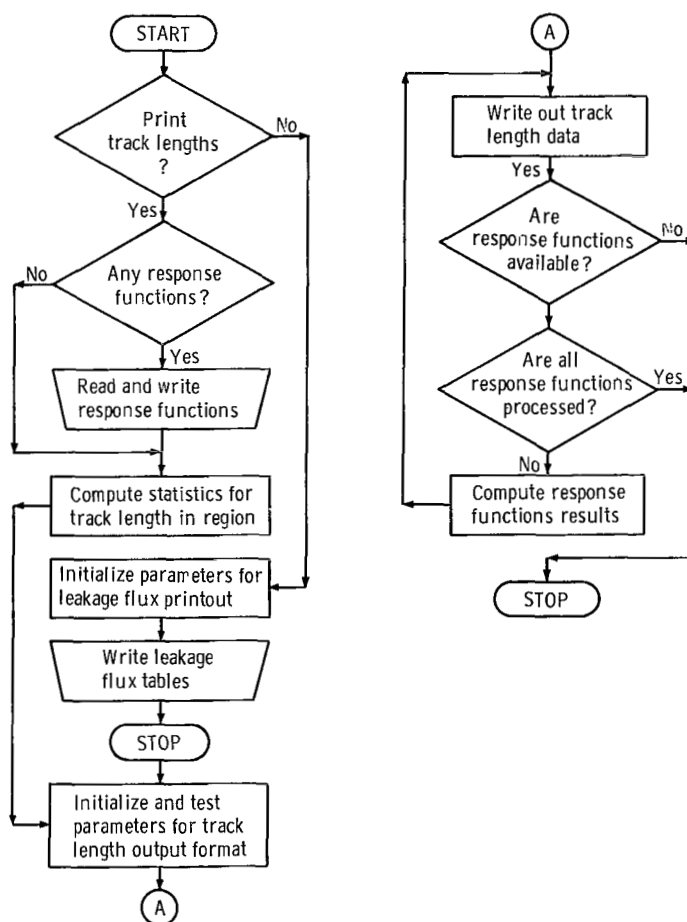 START
Print
track lengths
?
No
Yes
Any response
functions?
No
Yes
Read and write
response functions
Compute statistics for
track length in region
Initialize parameters for
leakage flux printout
Write leakage
flux tables
STOP
Initialize and test
parameters for track
length output format
A
A
Write out track
length data
Yes
Are
response functions
available?
No
Are all
response functions
processed?
Yes
No
Compute response
functions results
STOP